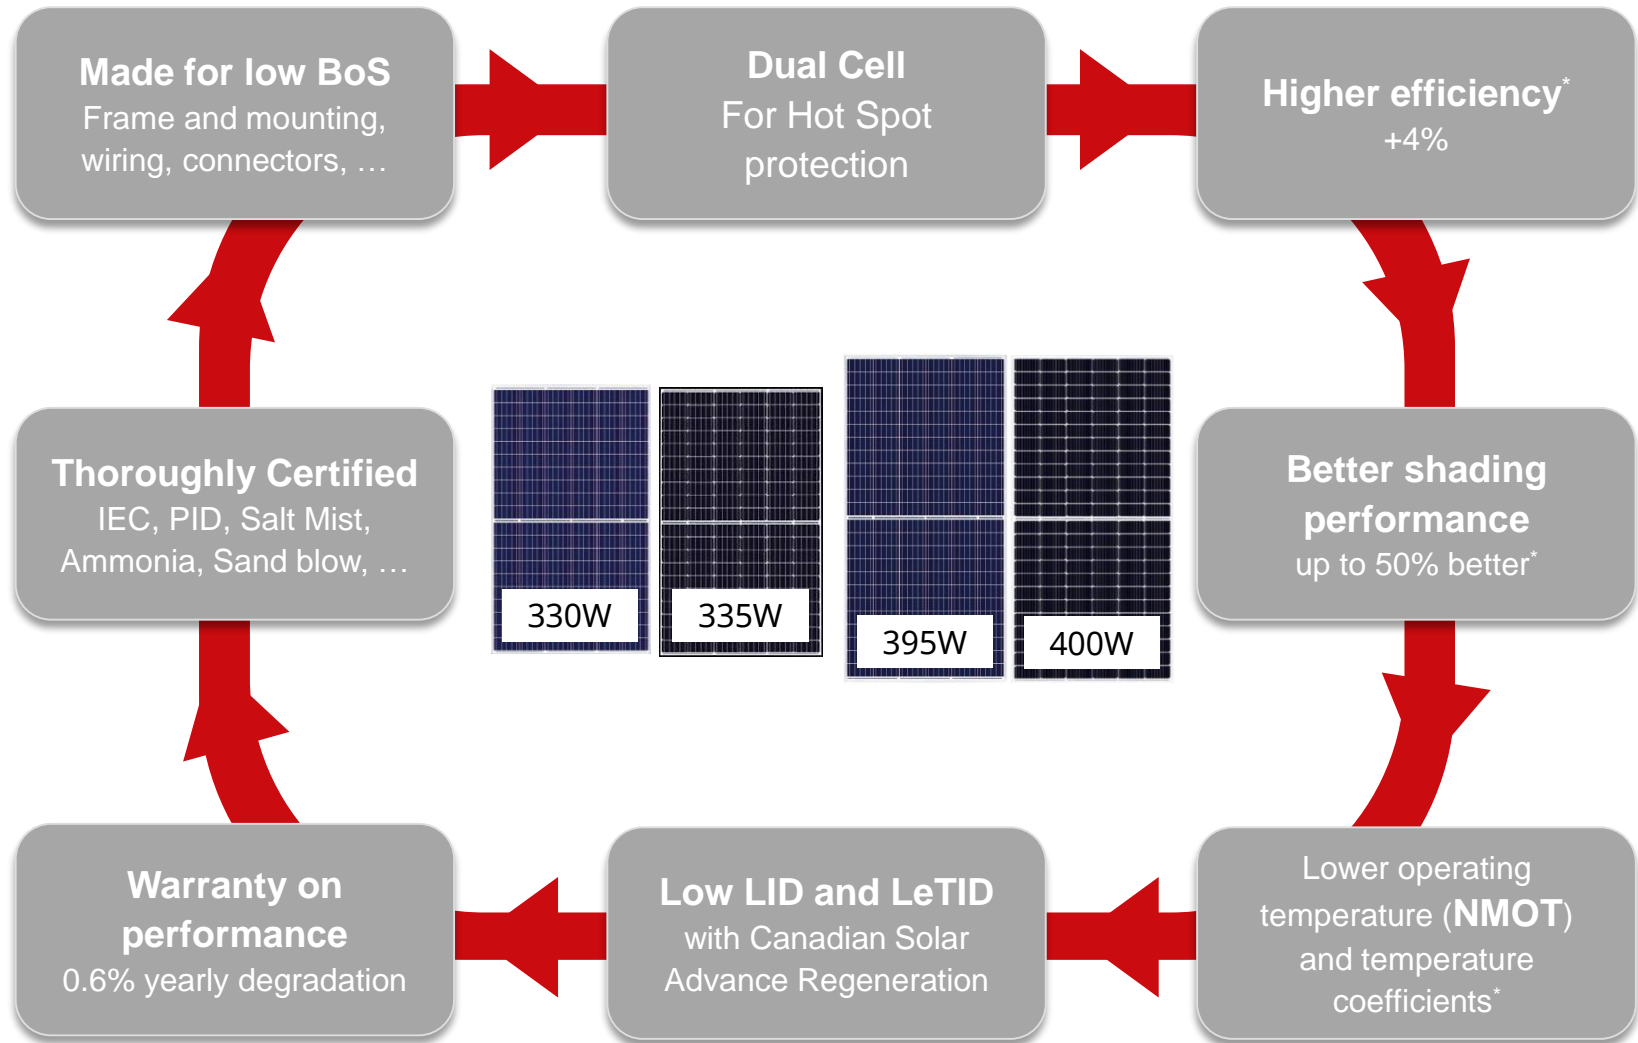 Made for low BoS
Frame and mounting,
wiring, connectors, …
Dual Cell
For Hot Spot
protection
Higher efficiency*
+4%
Thoroughly Certified
IEC, PID, Salt Mist,
Ammonia, Sand blow, …
330W
335W
395W
400W
Better shading
performance
up to 50% better*
Warranty on
performance
0.6% yearly degradation
Low LID and LeTID
with Canadian Solar
Advance Regeneration
Lower operating
temperature (NMOT)
and temperature
coefficients*